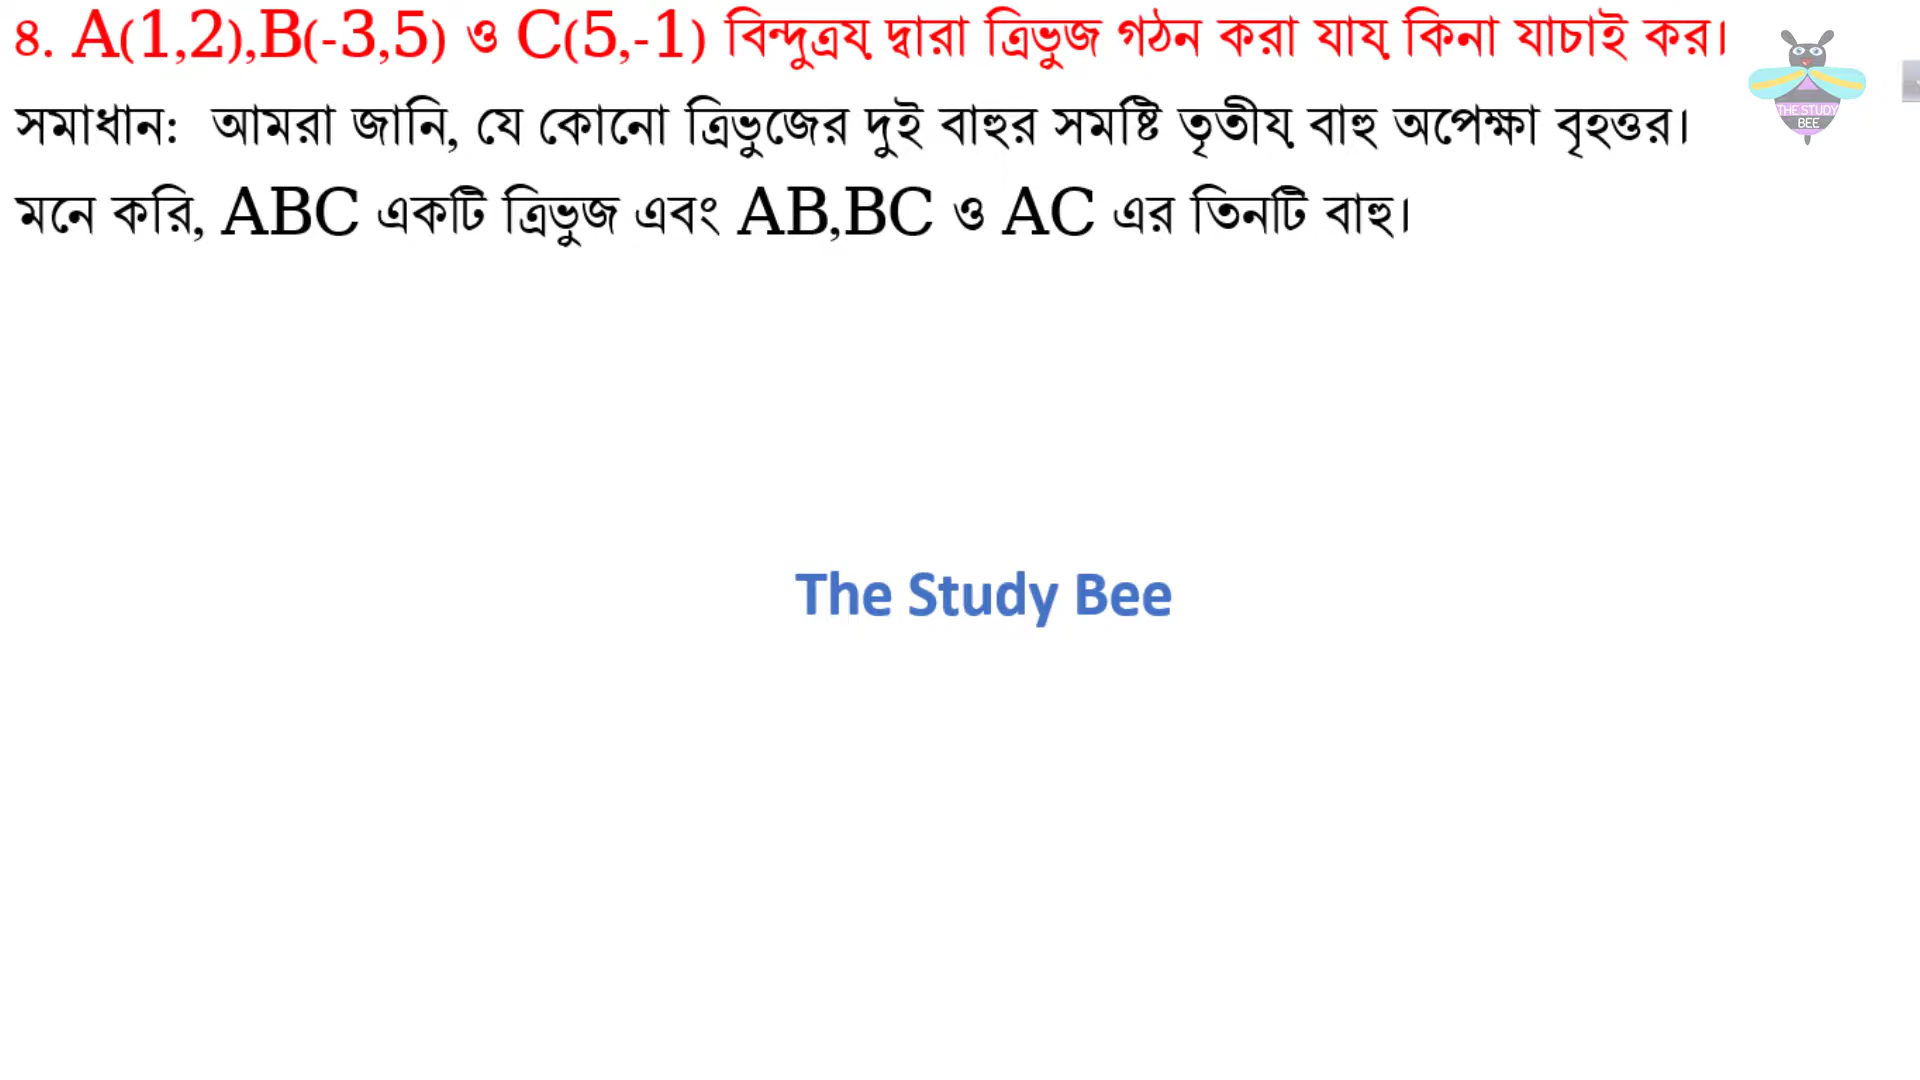 8. A(1,2),B(-3,5) ও C(5,-1) বিন্দুত্রয় দ্বারা ত্রিভুজ গঠন করা যায় কিনা যাচাই কর।
THE STUDY
BEE
সমাধান: আমরা জানি, যে কোনো ত্রিভুজের দুই বাহুর সমষ্টি তৃতীয় বাহু অপেক্ষা বৃহত্তর।
মনে করি, ABC একটি ত্রিভুজ এবং AB,BC ও AC এর তিনটি বাহু।
The Study Bee